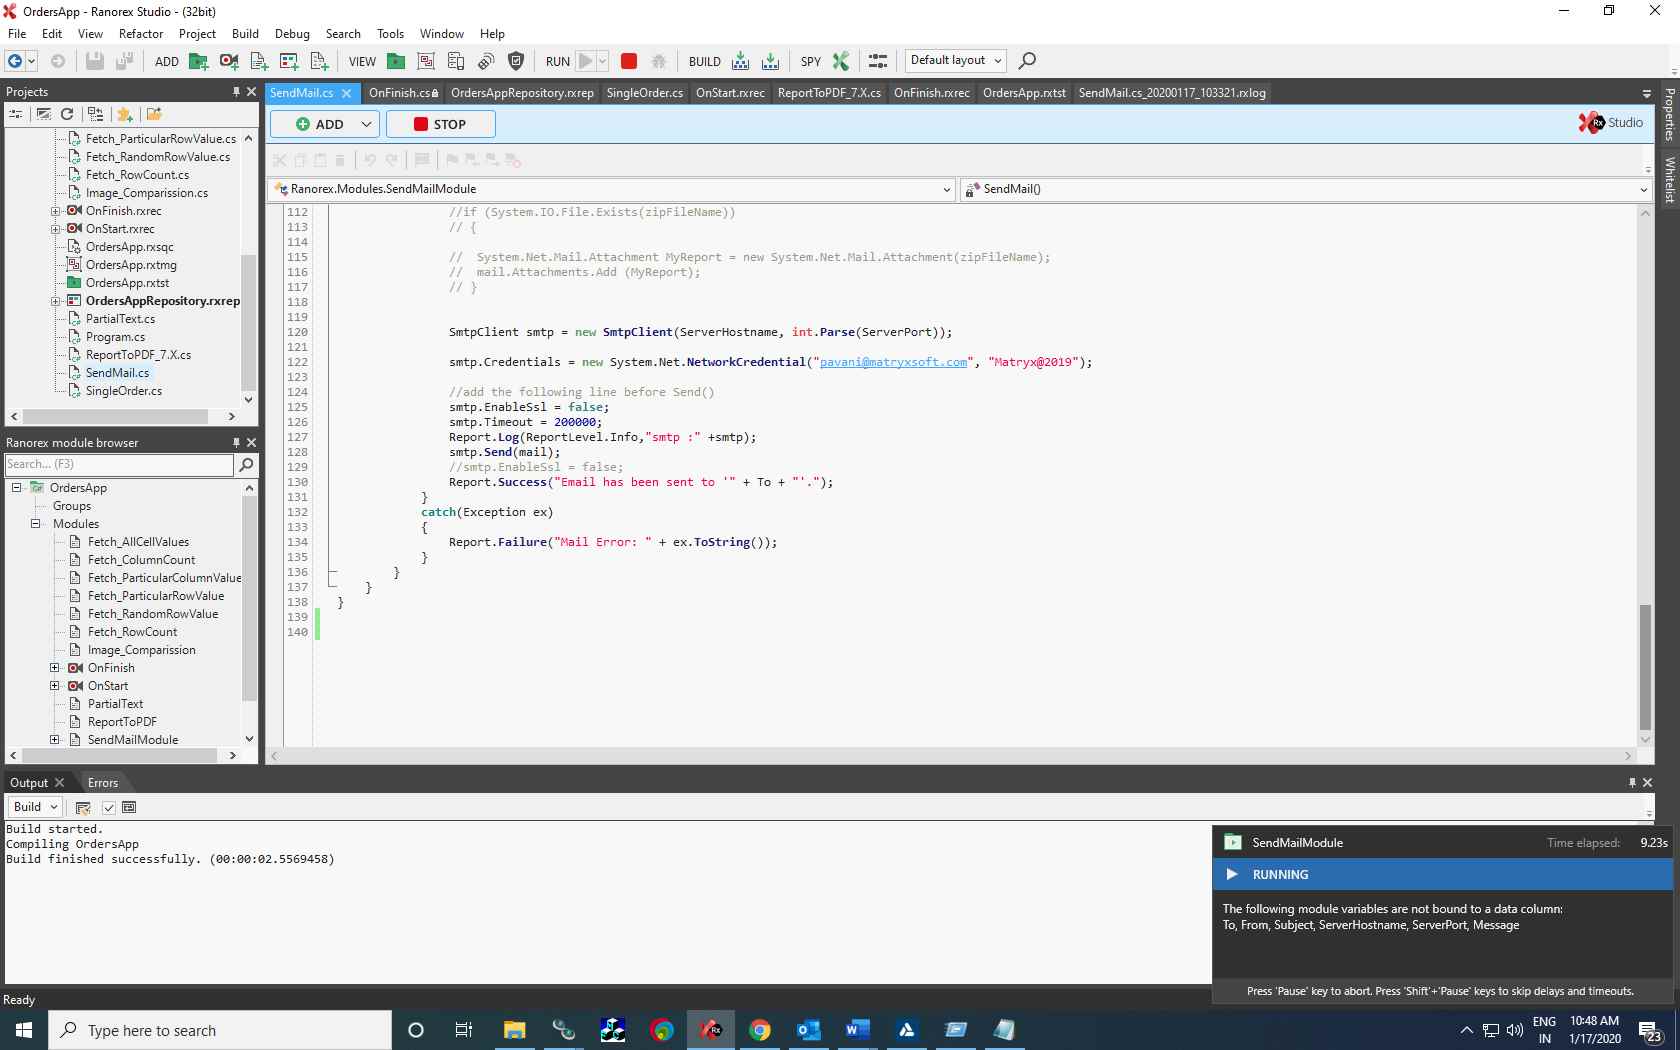 OrdersApp - Ranorex Studio - (32bit)
File Edit View Refactor Project Build Debug Search Tools Window Help
ADD VIEW RUN BUILD SPY Default layout
Projects
Fetch_ParticularRowValue.cs
Fetch_RandomRowValue.cs
Fetch_RowCount.cs
Image_Comparission.cs
OnFinish.rxrec
OnStart.rxrec
OrdersApp.rxsqc
OrdersApp.rxtmg
OrdersApp.rxtst
OrdersAppRepository.rxrep
PartialText.cs
Program.cs
ReportToPDF_7.X.cs
SendMail.cs
SingleOrder.cs
Ranorex module browser
Search... (F3)
OrdersApp
Groups
Modules
Fetch_AllCellValues
Fetch_ColumnCount
Fetch_ParticularColumnValue
Fetch_ParticularRowValue
Fetch_RandomRowValue
Fetch_RowCount
Image_Comparission
OnFinish
OnStart
PartialText
ReportToPDF
SendMailModule
SendMail.cs OnFinish.cs OrdersAppRepository.rxrep SingleOrder.cs OnStart.rxrec ReportToPDF_7.X.cs OnFinish.rxrec OrdersApp.rxtst SendMail.cs_20200117_103321.rxlog
ADD STOP
Rx Studio
Ranorex.Modules.SendMailModule SendMail()
112 //if (System.IO.File.Exists(zipFileName))
113 // {
114
115 // System.Net.Mail.Attachment MyReport = new System.Net.Mail.Attachment(zipFileName);
116 // mail.Attachments.Add (MyReport);
117 // }
118
119
120 SmtpClient smtp = new SmtpClient(ServerHostname, int.Parse(ServerPort));
121
122 smtp.Credentials = new System.Net.NetworkCredential("pavani@matryxsoft.com", "Matryx@2019");
123
124 //add the following line before Send()
125 smtp.EnableSsl = false;
126 smtp.Timeout = 200000;
127 Report.Log(ReportLevel.Info,"smtp :" +smtp);
128 smtp.Send(mail);
129 //smtp.EnableSsl = false;
130 Report.Success("Email has been sent to '" + To + "'.");
131 }
132 catch(Exception ex)
133 {
134 Report.Failure("Mail Error: " + ex.ToString());
135 }
136 }
137 }
138 }
139
140
Properties
Whitelist
Output Errors
Build
Build started.
Compiling OrdersApp
Build finished successfully. (00:00:02.5569458)
SendMailModule Time elapsed: 9.23s
RUNNING
The following module variables are not bound to a data column:
To, From, Subject, ServerHostname, ServerPort, Message
Press 'Pause' key to abort. Press 'Shift'+'Pause' keys to skip delays and timeouts.
Ready
Type here to search
ENG
IN
10:48 AM
1/17/2020
23